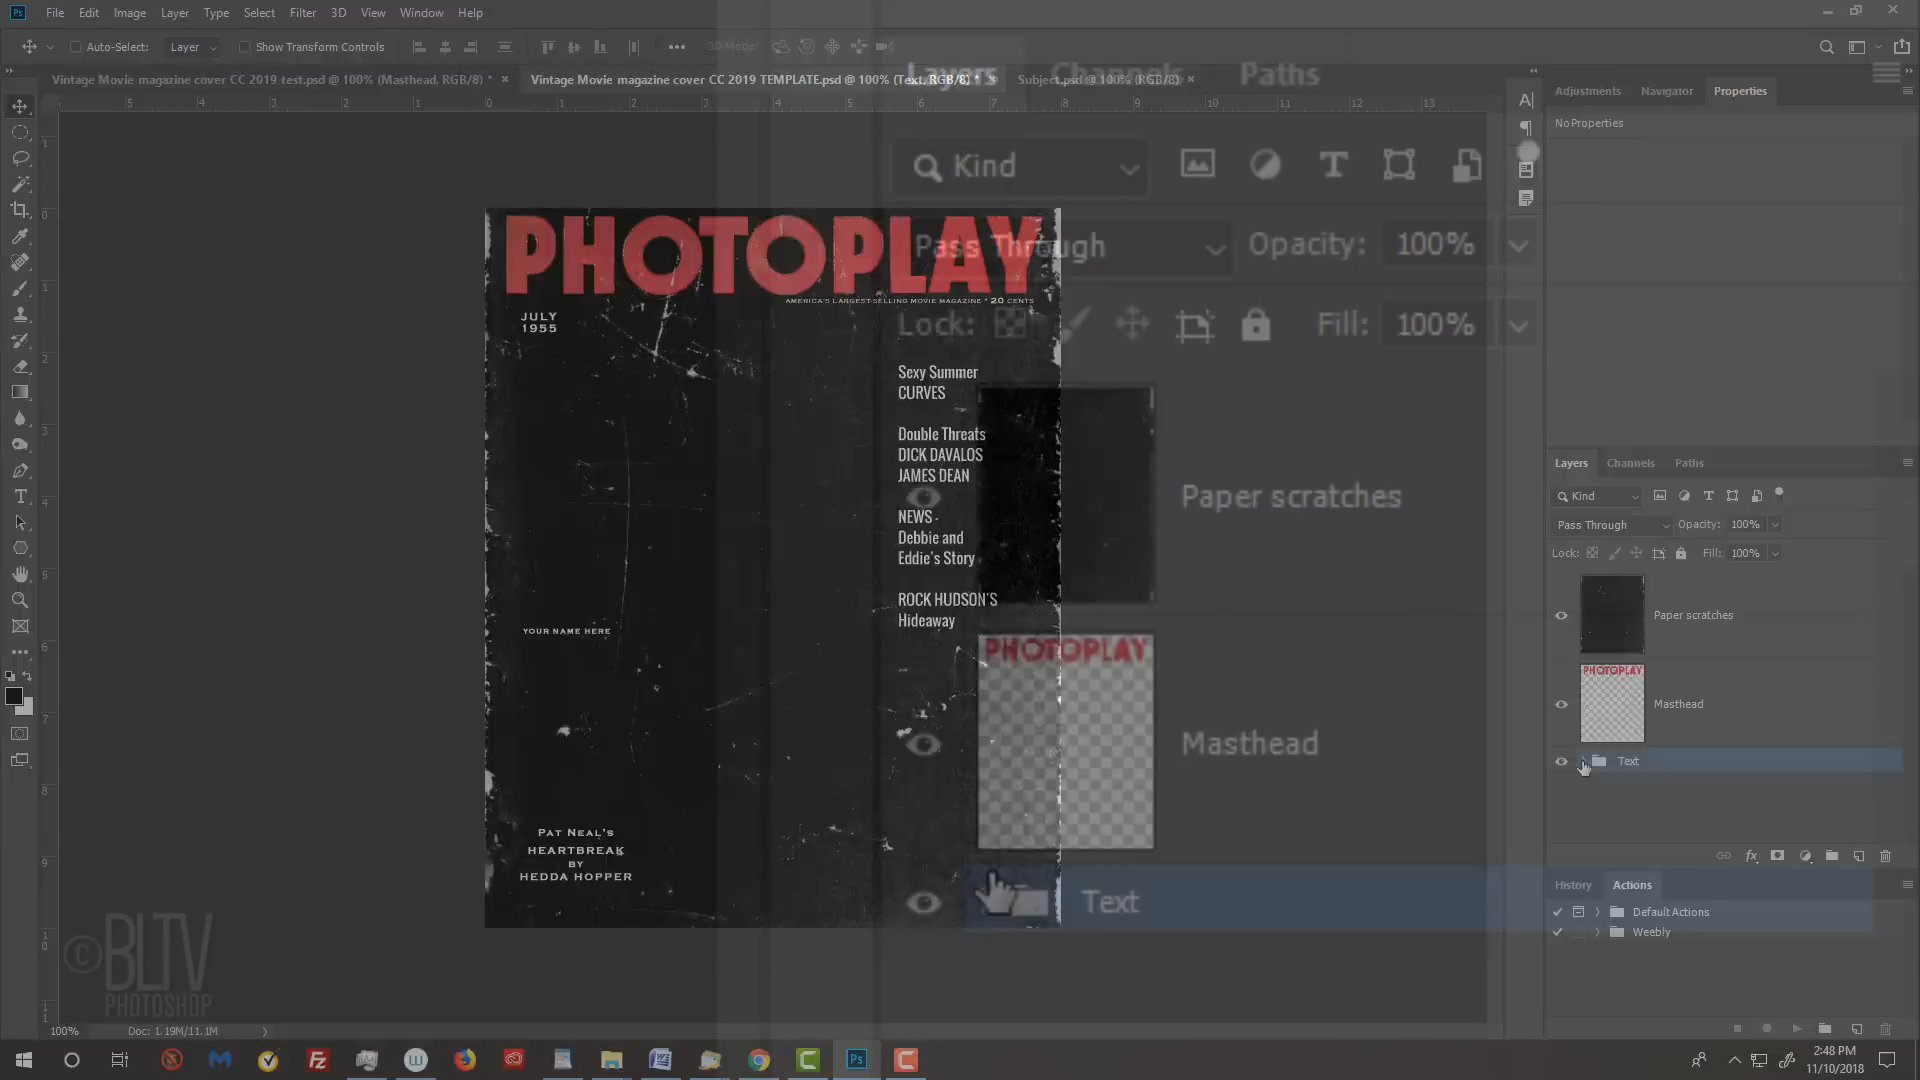 File Edit Image Layer Type Select Filter 3D View Window Help
Auto-Select: Layer Show Transform Controls 3D Mode:
Vintage Movie magazine cover CC 2019 test.psd @ 100% (Masthead, RGB/8) * Vintage Movie magazine cover CC 2019 TEMPLATE.psd @ 100% (Text, RGB/8) * Subject.psd @ 100% (RGB/8)
Layers Channels Paths
Kind
Pass Through Opacity: 100%
Lock: Fill: 100%
Paper scratches
Masthead
Text
PHOTOPLAY
AMERICA'S LARGEST-SELLING MOVIE MAGAZINE * 20 CENTS
JULY
1955
Sexy Summer
CURVES
Double Threats
DICK DAVALOS
JAMES DEAN
NEWS -
Debbie and
Eddie's Story
ROCK HUDSON'S
Hideaway
YOUR NAME HERE
PAT NEAL'S
HEARTBREAK
BY
HEDDA HOPPER
PHOTOPLAY
Adjustments Navigator Properties
No Properties
Layers Channels Paths
Kind
Pass Through Opacity: 100%
Lock: Fill: 100%
Paper scratches
PHOTOPLAY
Masthead
Text
History Actions
Default Actions
Weebly
©BLTV
PHOTOSHOP
100% Doc: 1.19M/11.1M
2:48 PM
11/10/2018